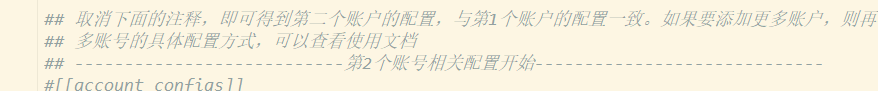 ## 取消下面的注释，即可得到第二个账户的配置，与第1个账户的配置一致。如果要添加更多账户，则再
## 多账号的具体配置方式，可以查看使用文档
## ---------------------------第2个账号相关配置开始-----------------------------
#[[account_configs]]